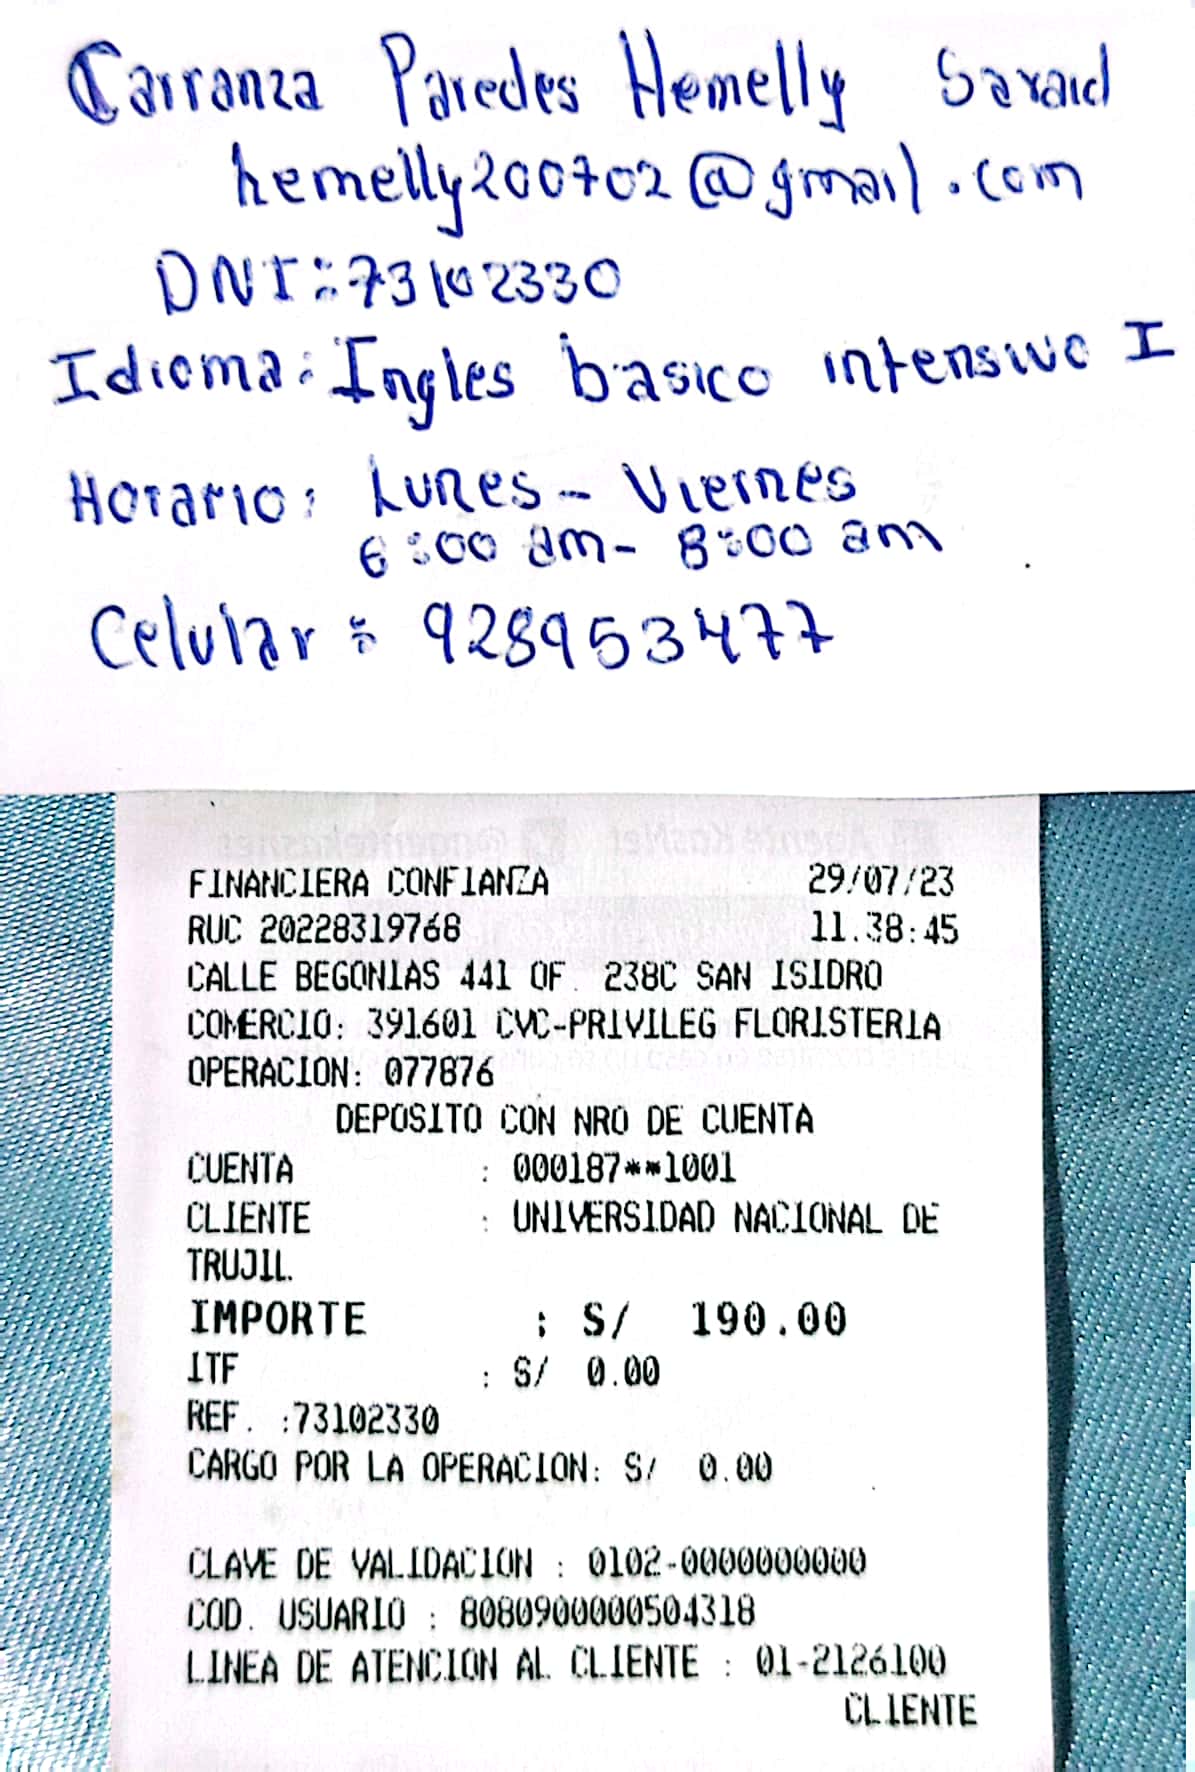 Carranza Paredes Hemelly Saraid
hemelly200702@gmail.com
DNI: 73102330
Idioma: Ingles basico intensivo I
Horario: Lunes - Viernes
6:00 am - 8:00 am
Celular: 928953477
FINANCIERA CONFIANZA 29/07/23
RUC 20228319768 11.38:45
CALLE BEGONIAS 441 OF. 238C SAN ISIDRO
COMERCIO: 391601 CVC-PRIVILEG FLORISTERIA
OPERACION: 077876
DEPOSITO CON NRO DE CUENTA
CUENTA : 000187**1001
CLIENTE : UNIVERSIDAD NACIONAL DE
TRUJIL.
IMPORTE : S/ 190.00
ITF : S/ 0.00
REF. :73102330
CARGO POR LA OPERACION: S/ 0.00
CLAVE DE VALIDACION : 0102-0000000000
COD. USUARIO : 8080900000504318
LINEA DE ATENCION AL CLIENTE : 01-2126100
CLIENTE